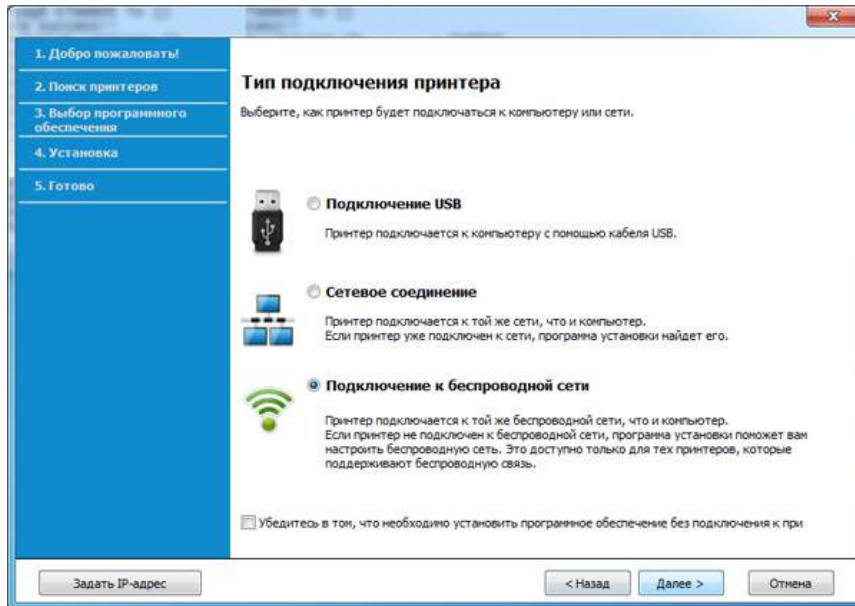 1. Добро пожаловать!
2. Поиск принтеров
3. Выбор программного
обеспечения
4. Установка
5. Готово
Тип подключения принтера
Выберите, как принтер будет подключаться к компьютеру или сети.
Подключение USB
Принтер подключается к компьютеру с помощью кабеля USB.
Сетевое соединение
Принтер подключается к той же сети, что и компьютер.
Если принтер уже подключен к сети, программа установки найдет его.
Подключение к беспроводной сети
Принтер подключается к той же беспроводной сети, что и компьютер.
Если принтер не подключен к беспроводной сети, программа установки поможет вам
настроить беспроводную сеть. Это доступно только для тех принтеров, которые
поддерживают беспроводную связь.
Убедитесь в том, что необходимо установить программное обеспечение без подключения к при
Задать IP-адрес
< Назад
Далее >
Отмена